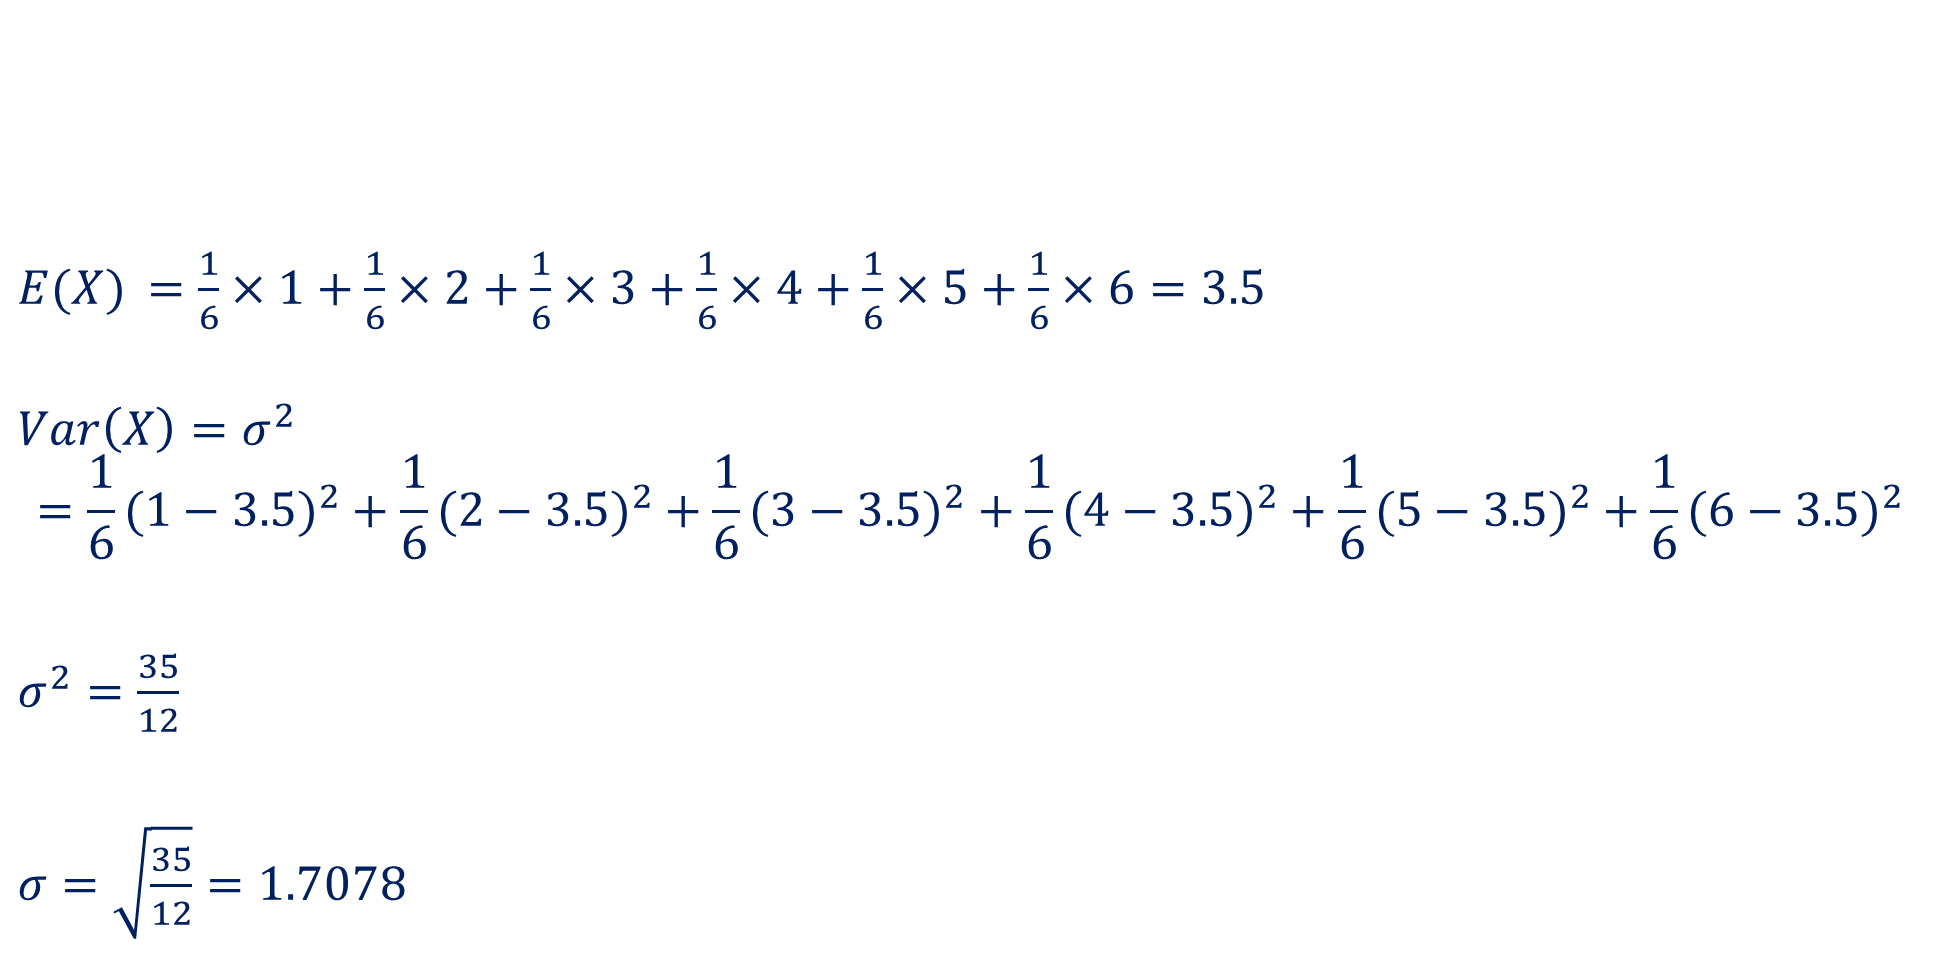 E(X) = 1/6 × 1 + 1/6 × 2 + 1/6 × 3 + 1/6 × 4 + 1/6 × 5 + 1/6 × 6 = 3.5
Var(X) = σ²
= 1/6 (1 − 3.5)² + 1/6 (2 − 3.5)² + 1/6 (3 − 3.5)² + 1/6 (4 − 3.5)² + 1/6 (5 − 3.5)² + 1/6 (6 − 3.5)²
σ² = 35/12
σ = √(35/12) = 1.7078